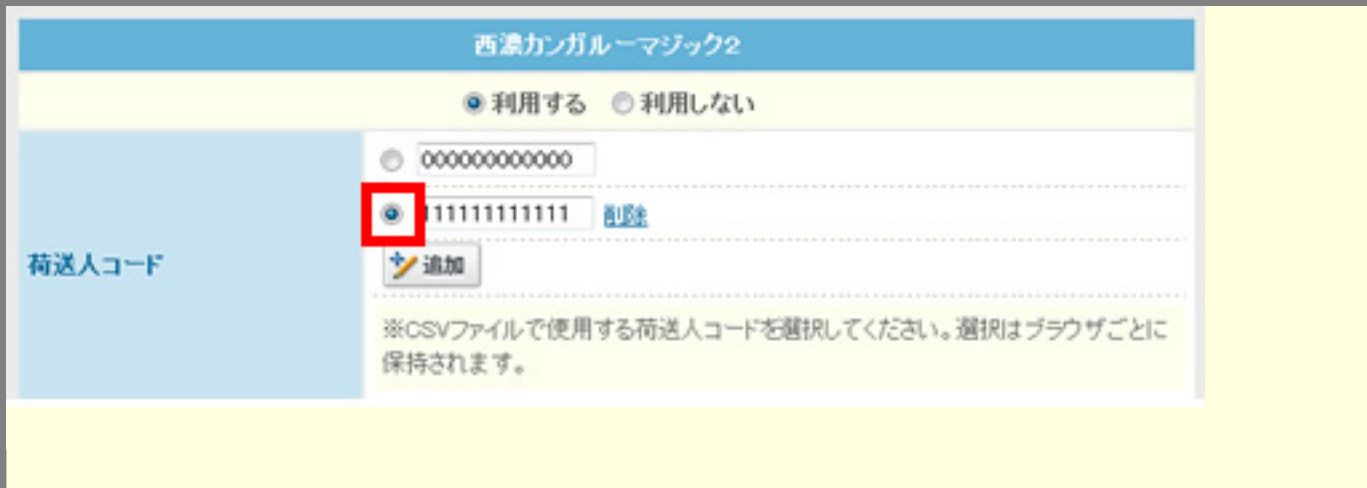 西濃カンガルーマジック2
利用する 利用しない
000000000000
111111111111 削除
荷送人コード
追加
※CSVファイルで使用する荷送人コードを選択してください。選択はブラウザごとに
保持されます。